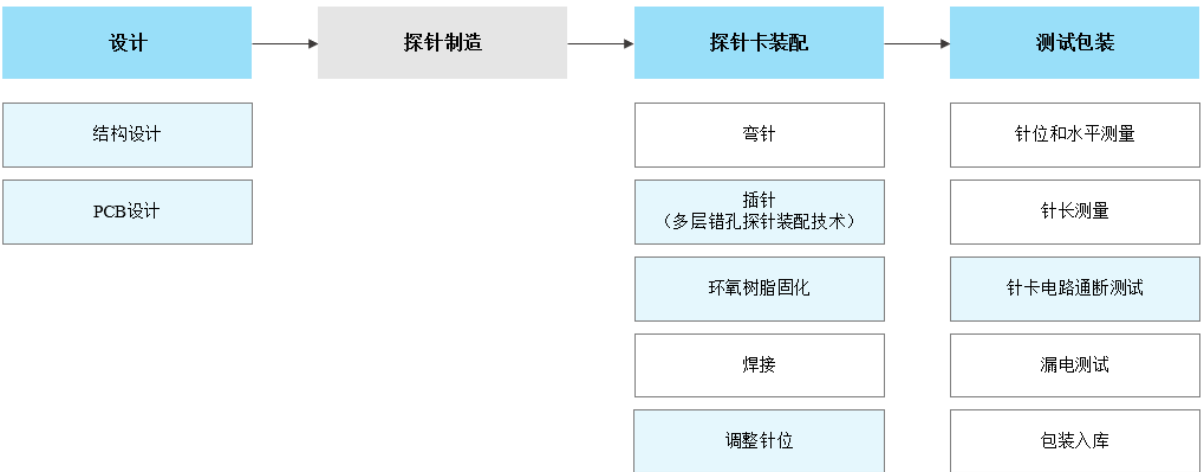 设计
探针制造
探针卡装配
测试包装
结构设计
弯针
针位和水平测量
PCB设计
插针
（多层错孔探针装配技术）
针长测量
环氧树脂固化
针卡电路通断测试
焊接
漏电测试
调整针位
包装入库